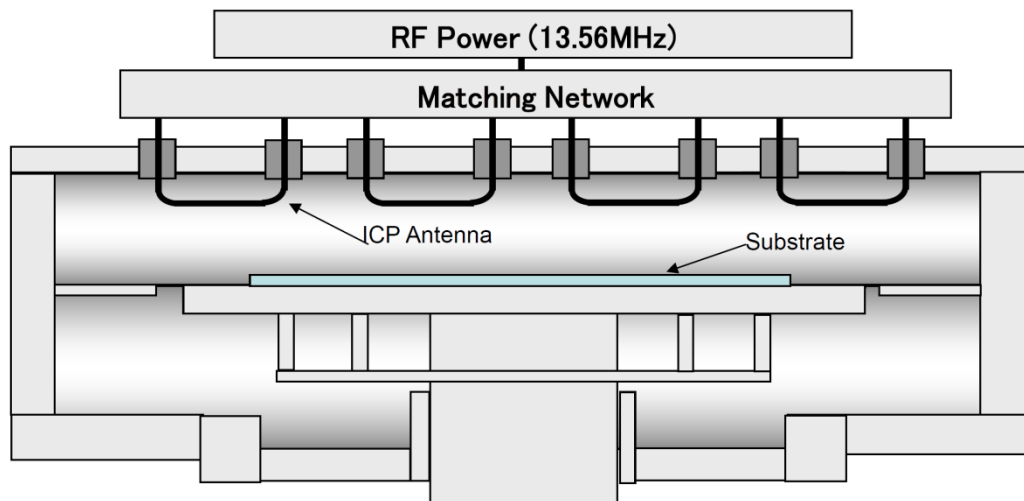 RF Power (13.56MHz)
Matching Network
ICP Antenna
Substrate